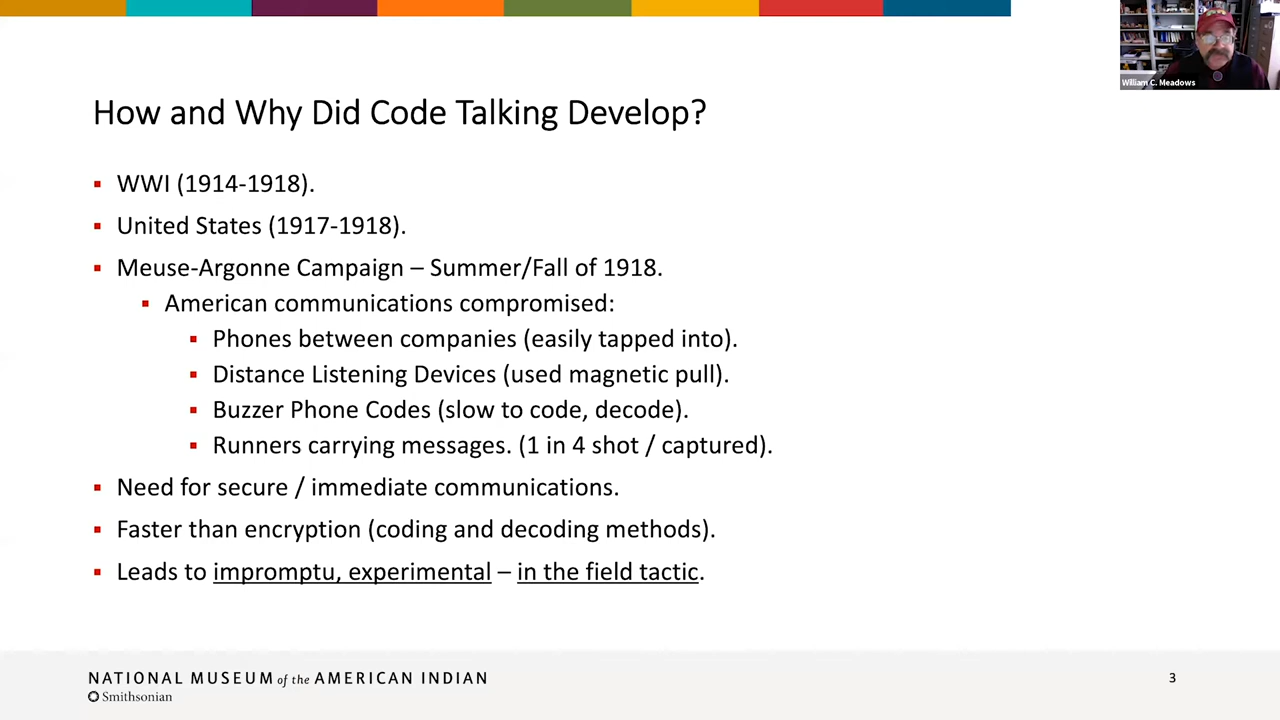 William C. Meadows
How and Why Did Code Talking Develop?
▪ WWI (1914-1918).
▪ United States (1917-1918).
▪ Meuse-Argonne Campaign – Summer/Fall of 1918.
▪ American communications compromised:
▪ Phones between companies (easily tapped into).
▪ Distance Listening Devices (used magnetic pull).
▪ Buzzer Phone Codes (slow to code, decode).
▪ Runners carrying messages. (1 in 4 shot / captured).
▪ Need for secure / immediate communications.
▪ Faster than encryption (coding and decoding methods).
▪ Leads to impromptu, experimental – in the field tactic.
NATIONAL MUSEUM of the AMERICAN INDIAN
Smithsonian
3